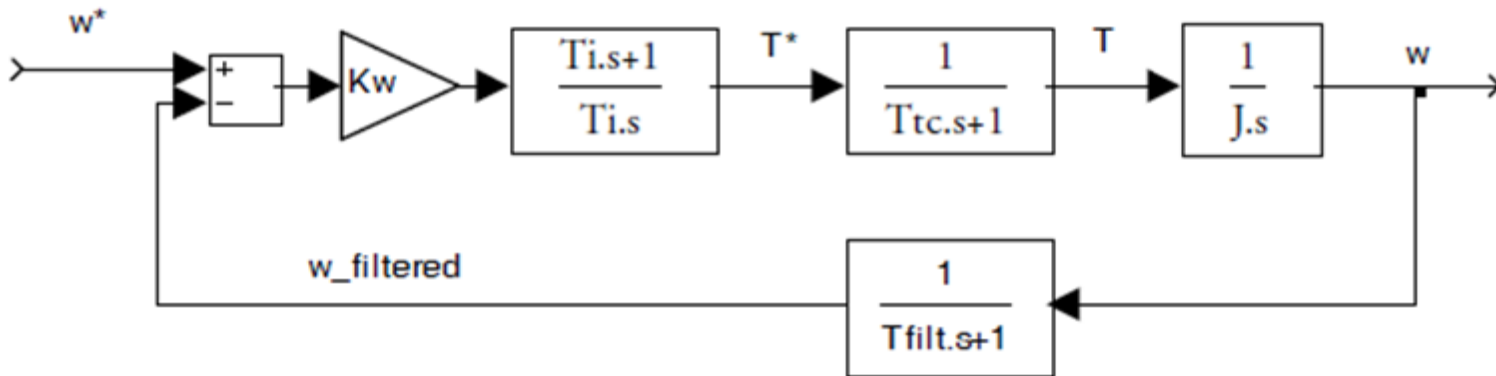 w*
+
−
Kw
Ti.s+1
Ti.s
T*
1
Ttc.s+1
T
1
J.s
w
w_filtered
1
Tfilt.s+1